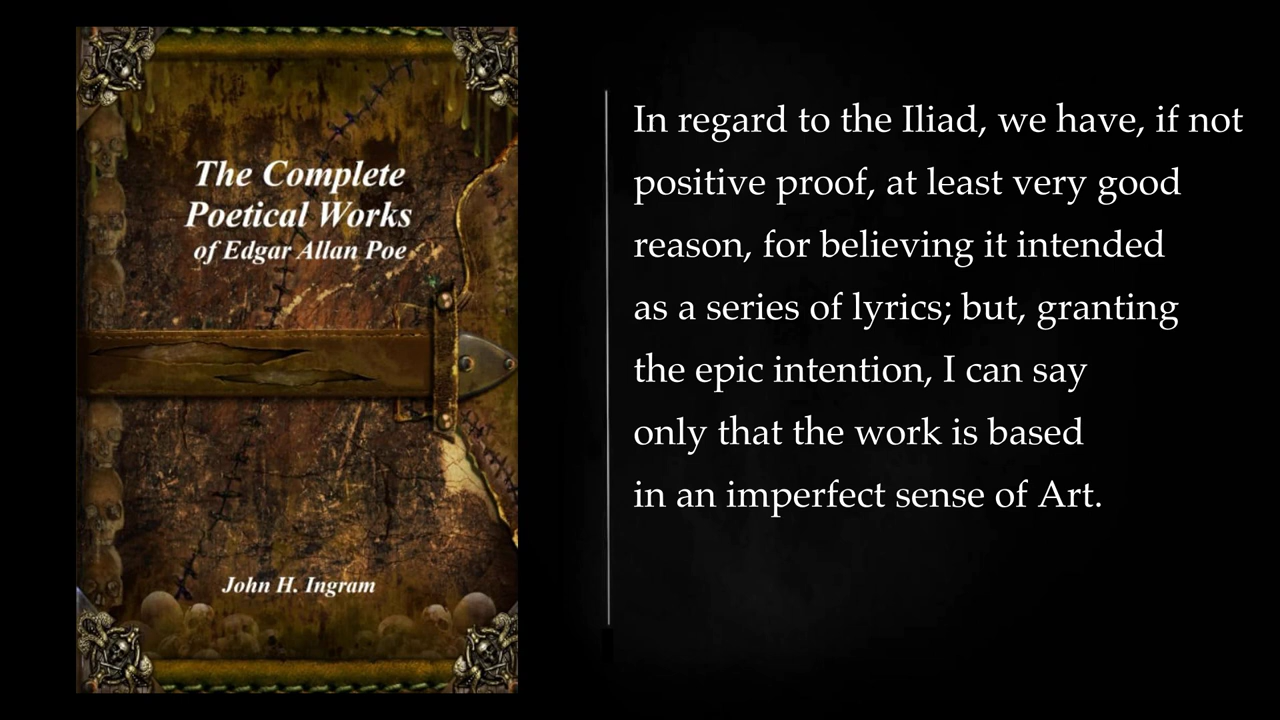 The Complete
Poetical Works
of Edgar Allan Poe
John H. Ingram
In regard to the Iliad, we have, if not
positive proof, at least very good
reason, for believing it intended
as a series of lyrics; but, granting
the epic intention, I can say
only that the work is based
in an imperfect sense of Art.